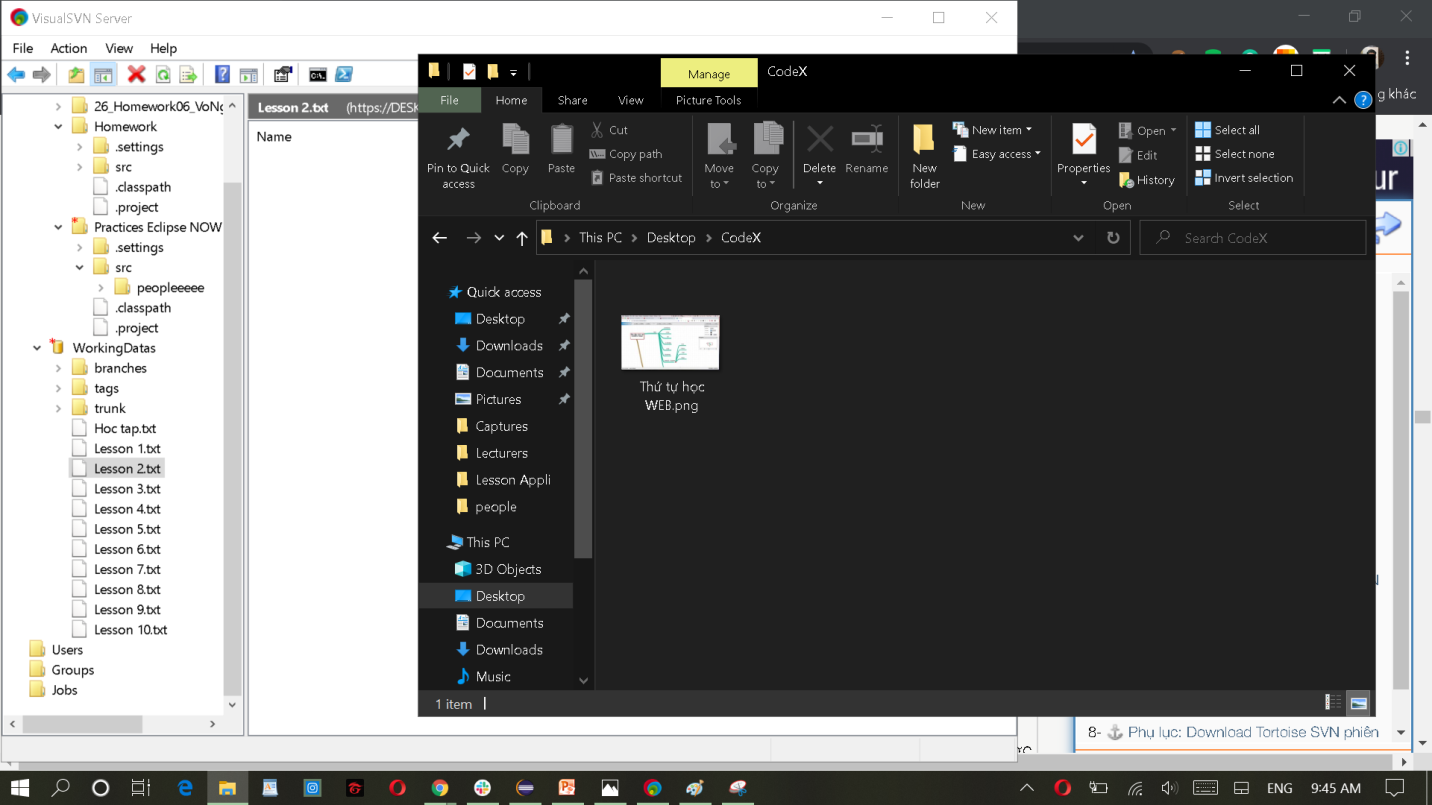 VisualSVN Server
File Action View Help
26_Homework06_VoNg
Homework
.settings
src
.classpath
.project
Practices Eclipse NOW
.settings
src
peopleeeee
.classpath
.project
WorkingDatas
branches
tags
trunk
Hoc tap.txt
Lesson 1.txt
Lesson 2.txt
Lesson 3.txt
Lesson 4.txt
Lesson 5.txt
Lesson 6.txt
Lesson 7.txt
Lesson 8.txt
Lesson 9.txt
Lesson 10.txt
Users
Groups
Jobs
Lesson 2.txt (https://DESK
Name
Manage CodeX
File Home Share View Picture Tools
Pin to Quick access
Copy
Paste
Cut
Copy path
Paste shortcut
Clipboard
Move to
Copy to
Delete
Rename
Organize
New folder
New item
Easy access
New
Properties
Open
Edit
History
Open
Select all
Select none
Invert selection
Select
This PC > Desktop > CodeX
Search CodeX
Quick access
Desktop
Downloads
Documents
Pictures
Captures
Lecturers
Lesson Appli
people
This PC
3D Objects
Desktop
Documents
Downloads
Music
Thứ tự học
WEB.png
1 item
g khác
ur
8- Phụ lục: Download Tortoise SVN phiên
ENG 9:45 AM